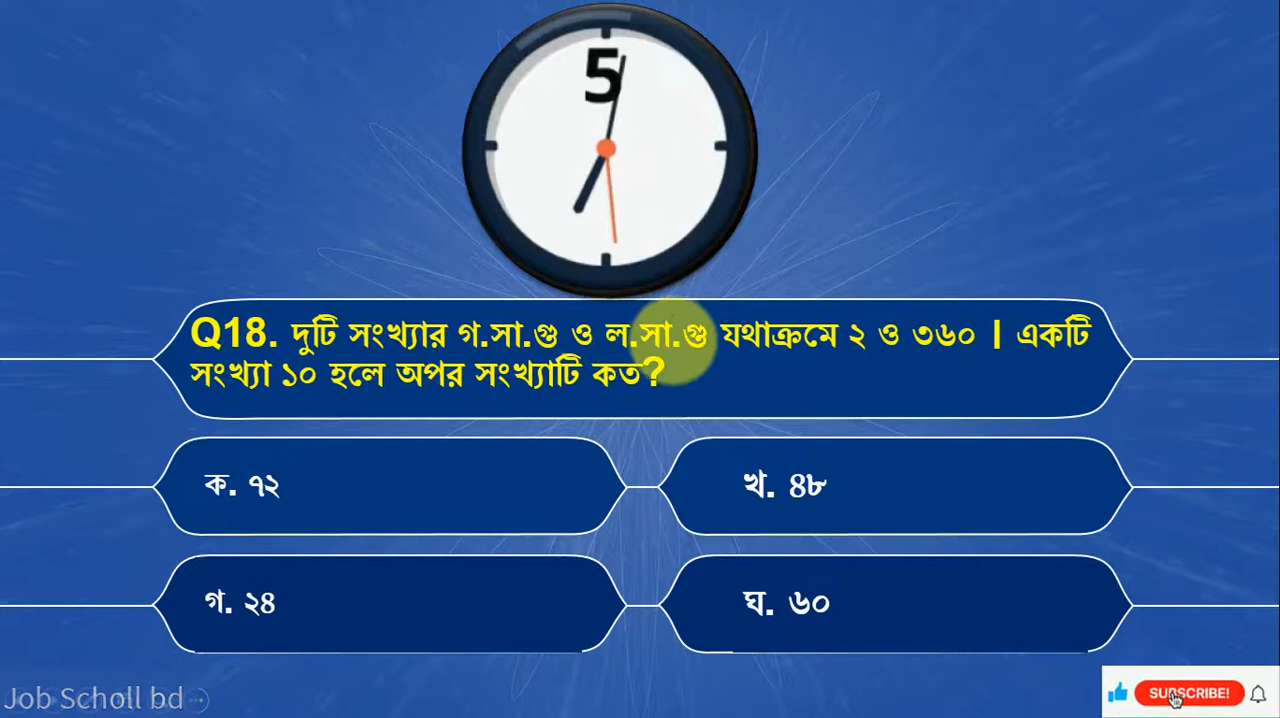 5
Q18. দুটি সংখ্যার গ.সা.গু ও ল.সা.গু যথাক্রমে ২ ও ৩৬০ । একটি
সংখ্যা ১০ হলে অপর সংখ্যাটি কত?
ক. ৭২
খ. ৪৮
গ. ২৪
ঘ. ৬০
Job Scholl bd
SUBSCRIBE!